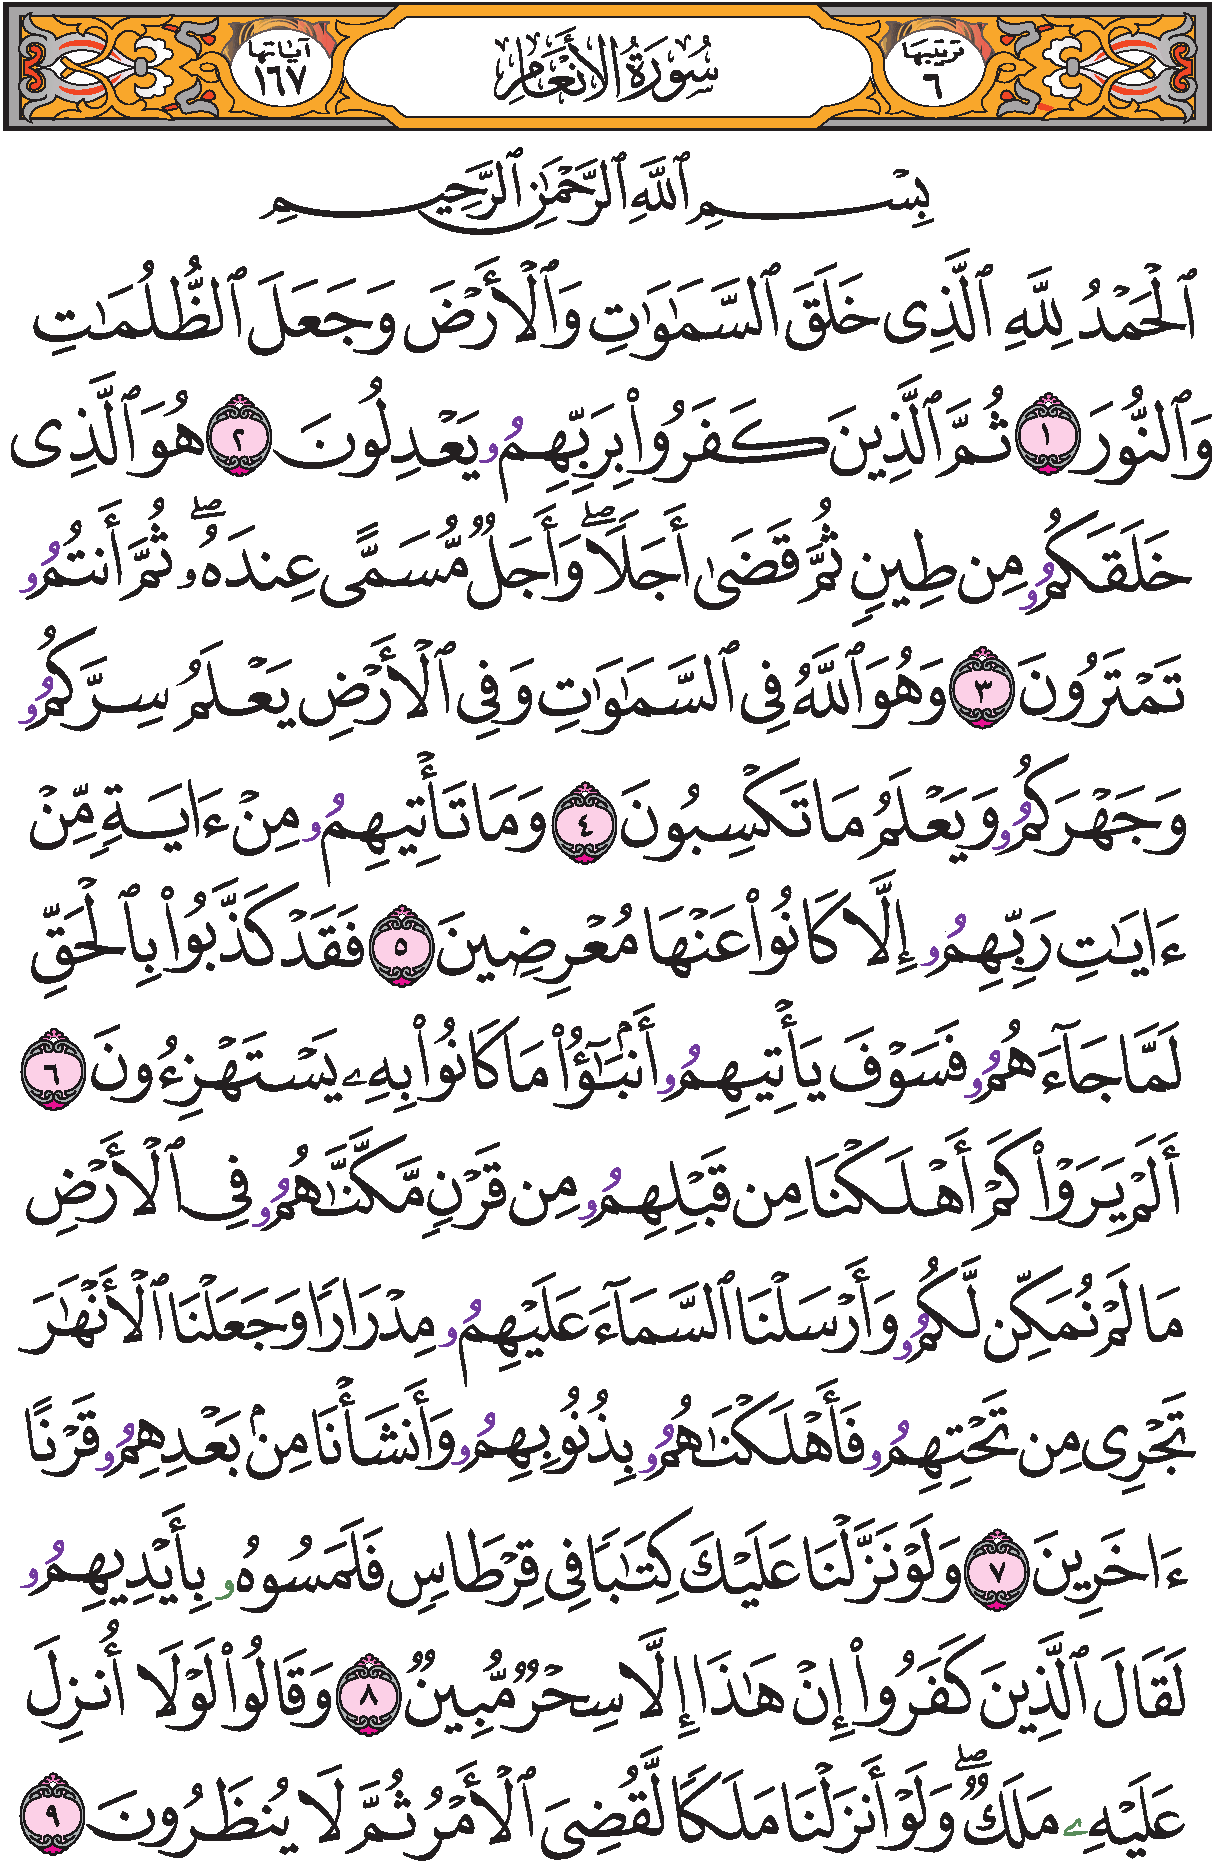 ترتيبها ٦ سُورَةُ الأَنْعَامِ آياتها ١٦٧
بِسْمِ ٱللَّهِ ٱلرَّحْمَٰنِ ٱلرَّحِيمِ
ٱلْحَمْدُ لِلَّهِ ٱلَّذِى خَلَقَ ٱلسَّمَٰوَٰتِ وَٱلْأَرْضَ وَجَعَلَ ٱلظُّلُمَٰتِ
وَٱلنُّورَ ١ ثُمَّ ٱلَّذِينَ كَفَرُوا۟ بِرَبِّهِمُۥ يَعْدِلُونَ ٢ هُوَ ٱلَّذِى
خَلَقَكُمُۥ مِن طِينٍ ثُمَّ قَضَىٰ أَجَلًاۖ وَأَجَلٌ مُّسَمًّى عِندَهُۥۖ ثُمَّ أَنتُمُۥ
تَمْتَرُونَ ٣ وَهُوَ ٱللَّهُ فِى ٱلسَّمَٰوَٰتِ وَفِى ٱلْأَرْضِ يَعْلَمُ سِرَّكُمُۥ
وَجَهْرَكُمُۥ وَيَعْلَمُ مَا تَكْسِبُونَ ٤ وَمَا تَأْتِيهِمُۥ مِنْ ءَايَةٍ مِّنْ
ءَايَٰتِ رَبِّهِمُۥ إِلَّا كَانُوا۟ عَنْهَا مُعْرِضِينَ ٥ فَقَدْ كَذَّبُوا۟ بِٱلْحَقِّ
لَمَّا جَآءَهُمُۥ فَسَوْفَ يَأْتِيهِمُۥ أَنۢبَٰٓؤُا۟ مَا كَانُوا۟ بِهِۦ يَسْتَهْزِءُونَ ٦
أَلَمْ يَرَوْا۟ كَمْ أَهْلَكْنَا مِن قَبْلِهِمُۥ مِن قَرْنٍ مَّكَّنَّٰهُمُۥ فِى ٱلْأَرْضِ
مَا لَمْ نُمَكِّن لَّكُمُۥ وَأَرْسَلْنَا ٱلسَّمَآءَ عَلَيْهِمُۥ مِدْرَارًا وَجَعَلْنَا ٱلْأَنْهَٰرَ
تَجْرِى مِن تَحْتِهِمُۥ فَأَهْلَكْنَٰهُمُۥ بِذُنُوبِهِمُۥ وَأَنشَأْنَا مِنۢ بَعْدِهِمُۥ قَرْنًا
ءَاخَرِينَ ٧ وَلَوْ نَزَّلْنَا عَلَيْكَ كِتَٰبًا فِى قِرْطَاسٍ فَلَمَسُوهُۥ بِأَيْدِيهِمُۥ
لَقَالَ ٱلَّذِينَ كَفَرُوا۟ إِنْ هَٰذَا إِلَّا سِحْرٌ مُّبِينٌ ٨ وَقَالُوا۟ لَوْلَا أُنزِلَ
عَلَيْهِۦ مَلَكٌۖ وَلَوْ أَنزَلْنَا مَلَكًا لَّقُضِىَ ٱلْأَمْرُ ثُمَّ لَا يُنظَرُونَ ٩